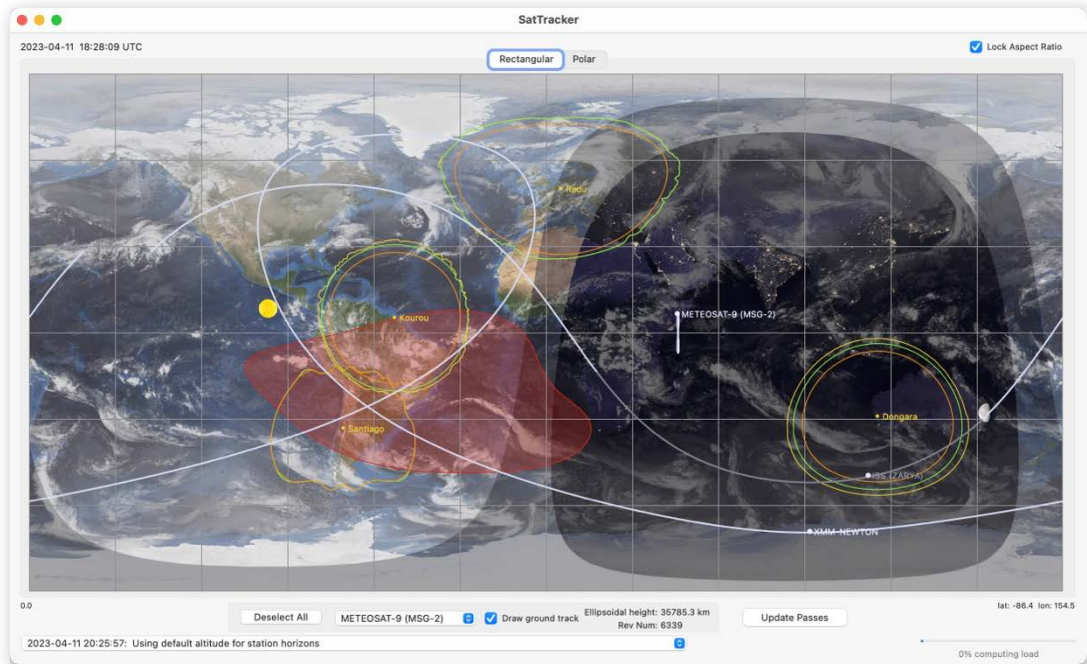 SatTracker
2023-04-11 18:28:09 UTC
Lock Aspect Ratio
Rectangular Polar
Redu
METEOSAT-9 (MSG-2)
Kourou
Dongara
Santiago
ISS (ZARYA)
XMM-NEWTON
0.0
lat: -86.4 lon: 154.5
Deselect All
METEOSAT-9 (MSG-2)
Draw ground track
Ellipsoidal height: 35785.3 km
Rev Num: 6339
Update Passes
2023-04-11 20:25:57: Using default altitude for station horizons
0% computing load